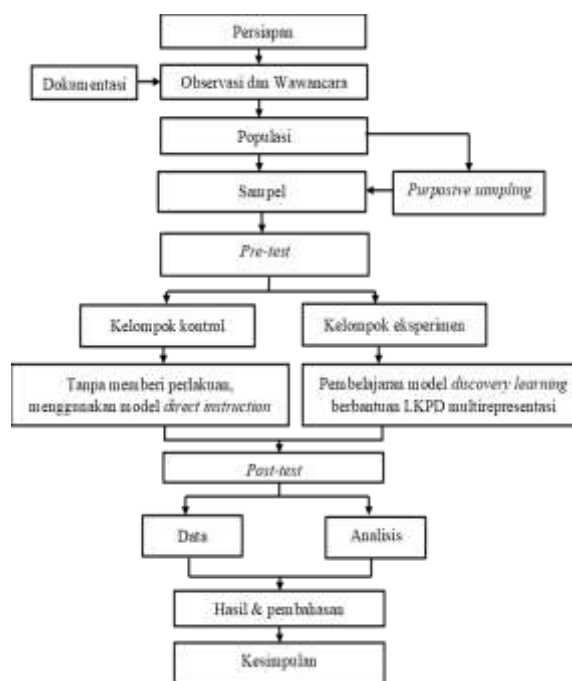 Persiapan
Dokumentasi
Observasi dan Wawancara
Populasi
Sampel
Purposive sampling
Pre-test
Kelompok kontrol
Kelompok eksperimen
Tanpa memberi perlakuan,
menggunakan model direct instruction
Pembelajaran model discovery learning
berbantuan LKPD multirepresentasi
Post-test
Data
Analisis
Hasil & pembahasan
Kesimpulan